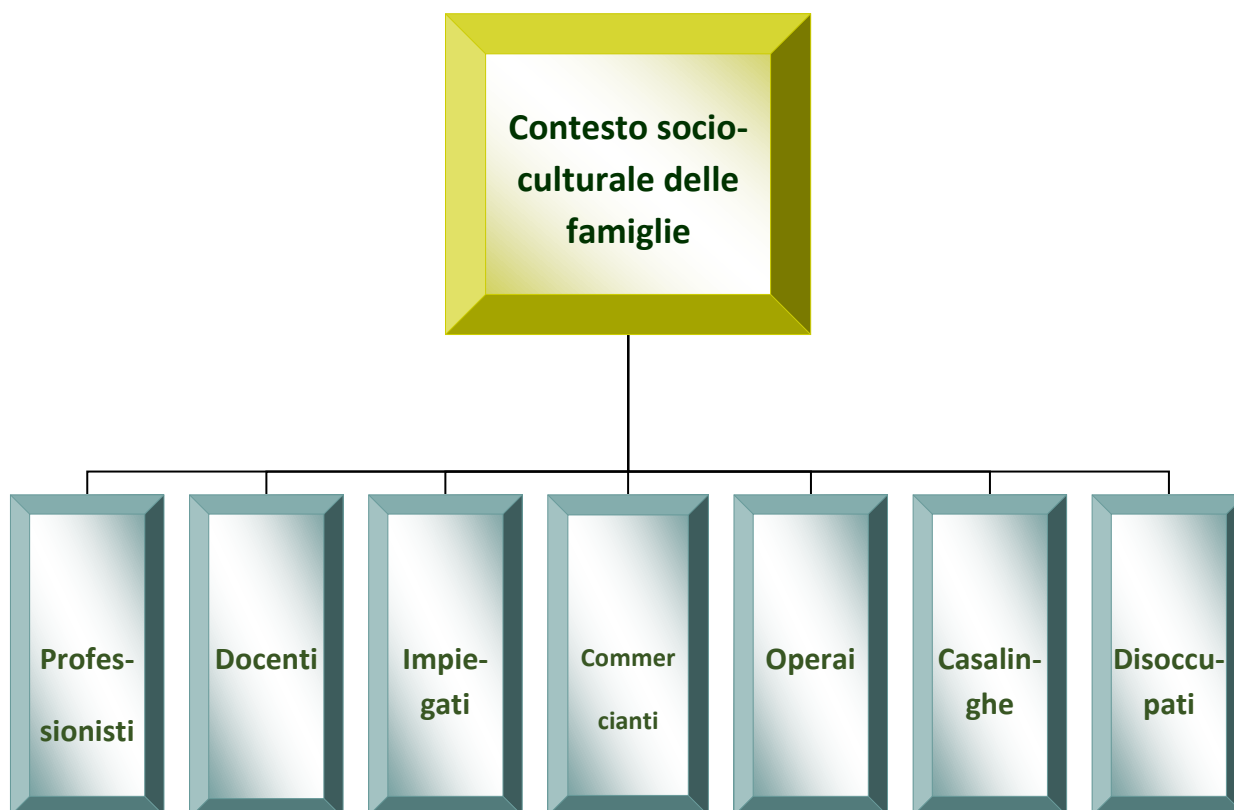 Contesto socio-
culturale delle
famiglie
Profes-
sionisti
Docenti
Impie-
gati
Commer
cianti
Operai
Casalin-
ghe
Disoccu-
pati